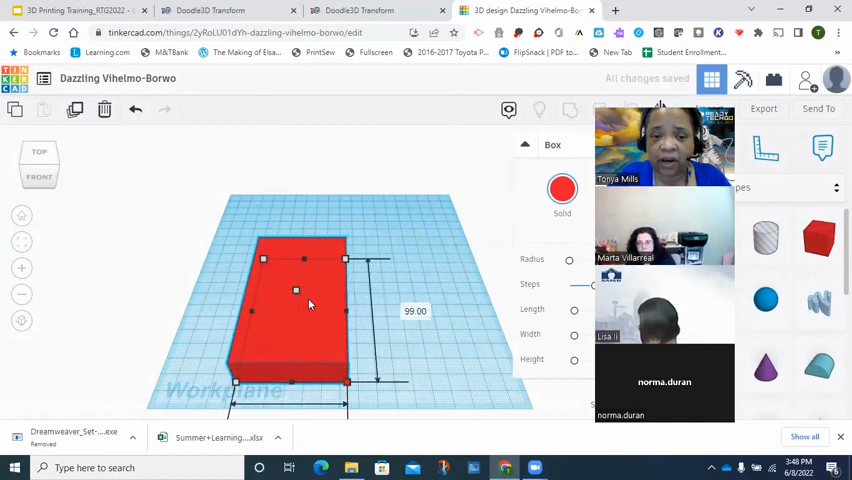 3D Printing Training_RTG2022 -
Doodle3D Transform
Doodle3D Transform
3D design Dazzling Vihelmo-Bo
tinkercad.com/things/2yRoLU01dYh-dazzling-vihelmo-borwo/edit
Bookmarks
Learning.com
M&TBank
The Making of Elsa...
PrintSew
Fullscreen
2016-2017 Toyota P...
FlipSnack | PDF to...
New Tab
Student Enrollment...
TIN
KER
CAD
Dazzling Vihelmo-Borwo
All changes saved
Export
Send To
TOP
FRONT
Box
Solid
Radius
Steps
Length
Width
Height
99.00
Workplane
READY
TECH GO
Tonya Mills
Marta Villarreal
Lisa li
norma.duran
norma.duran
pes
Dreamweaver_Set-....exe
Removed
Summer+Learning....xlsx
Show all
Type here to search
3:48 PM
6/8/2022